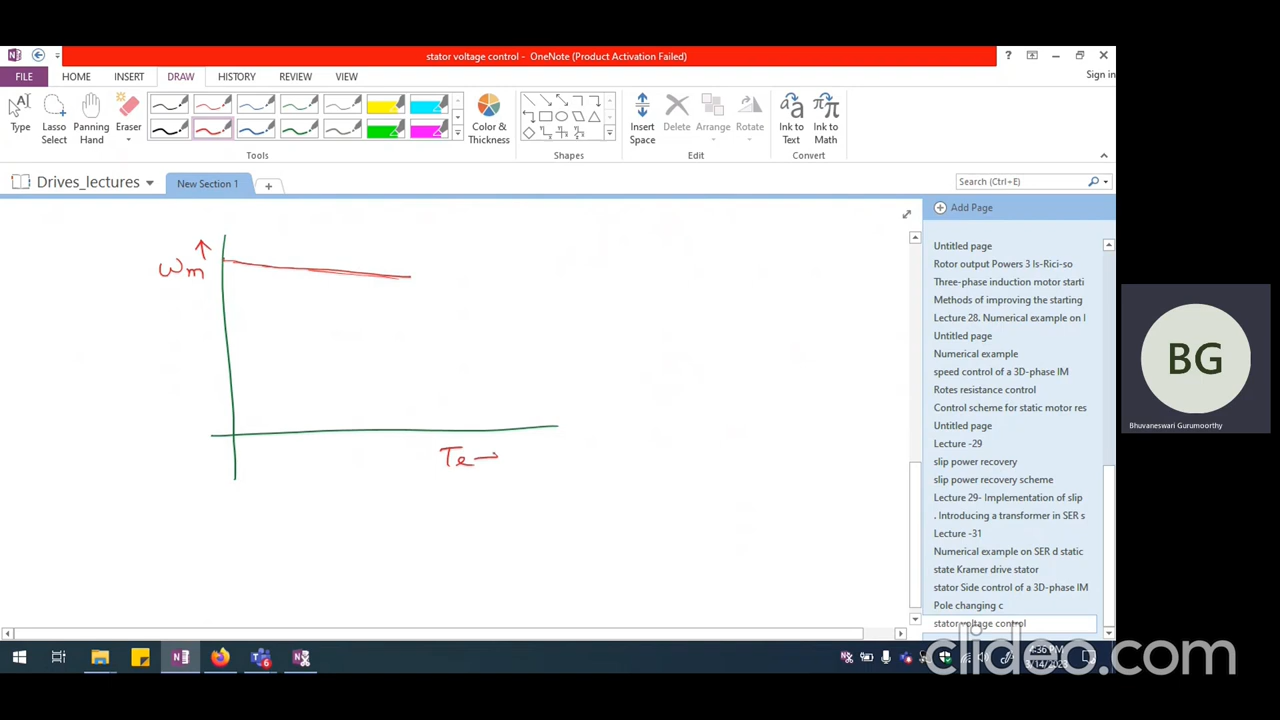 stator voltage control - OneNote (Product Activation Failed)
FILE HOME INSERT DRAW HISTORY REVIEW VIEW
Sign in
Type
Lasso Select
Panning Hand
Eraser
Color & Thickness
Insert Space
Delete
Arrange
Rotate
Ink to Text
Ink to Math
Tools
Shapes
Edit
Convert
Drives_lectures
New Section 1
Search (Ctrl+E)
Add Page
Untitled page
Rotor output Powers 3 Is-Rici-so
Three-phase induction motor starti
Methods of improving the starting
Lecture 28. Numerical example on I
Untitled page
Numerical example
speed control of a 3D-phase IM
Rotes resistance control
Control scheme for static motor res
Untitled page
Lecture -29
slip power recovery
slip power recovery scheme
Lecture 29- Implementation of slip
. Introducing a transformer in SER s
Lecture -31
Numerical example on SER d static
state Kramer drive stator
stator Side control of a 3D-phase IM
Pole changing c
stator voltage control
ωm
Te
BG
Bhuvaneswari Gurumoorthy
4:36 PM
clideo.com